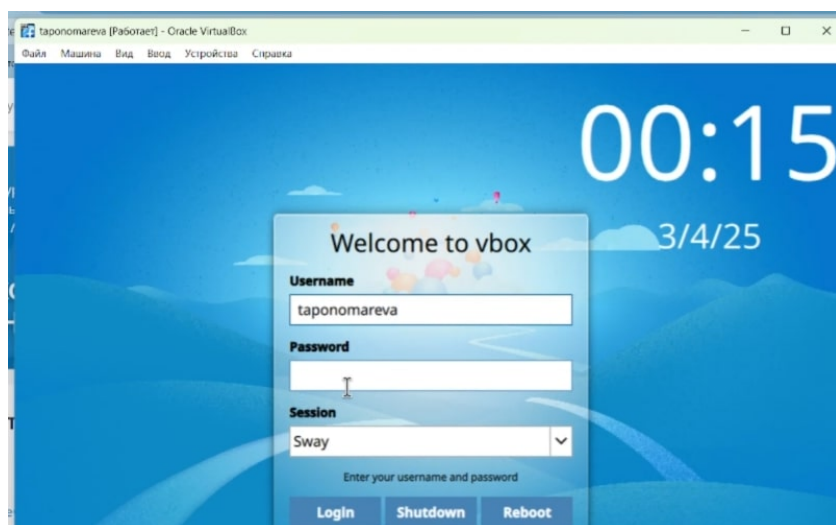 taponomareva [Работает] - Oracle VirtualBox
Файл Машина Вид Ввод Устройства Справка
00:15
3/4/25
Welcome to vbox
Username
taponomareva
Password
Session
Sway
Enter your username and password
Login Shutdown Reboot